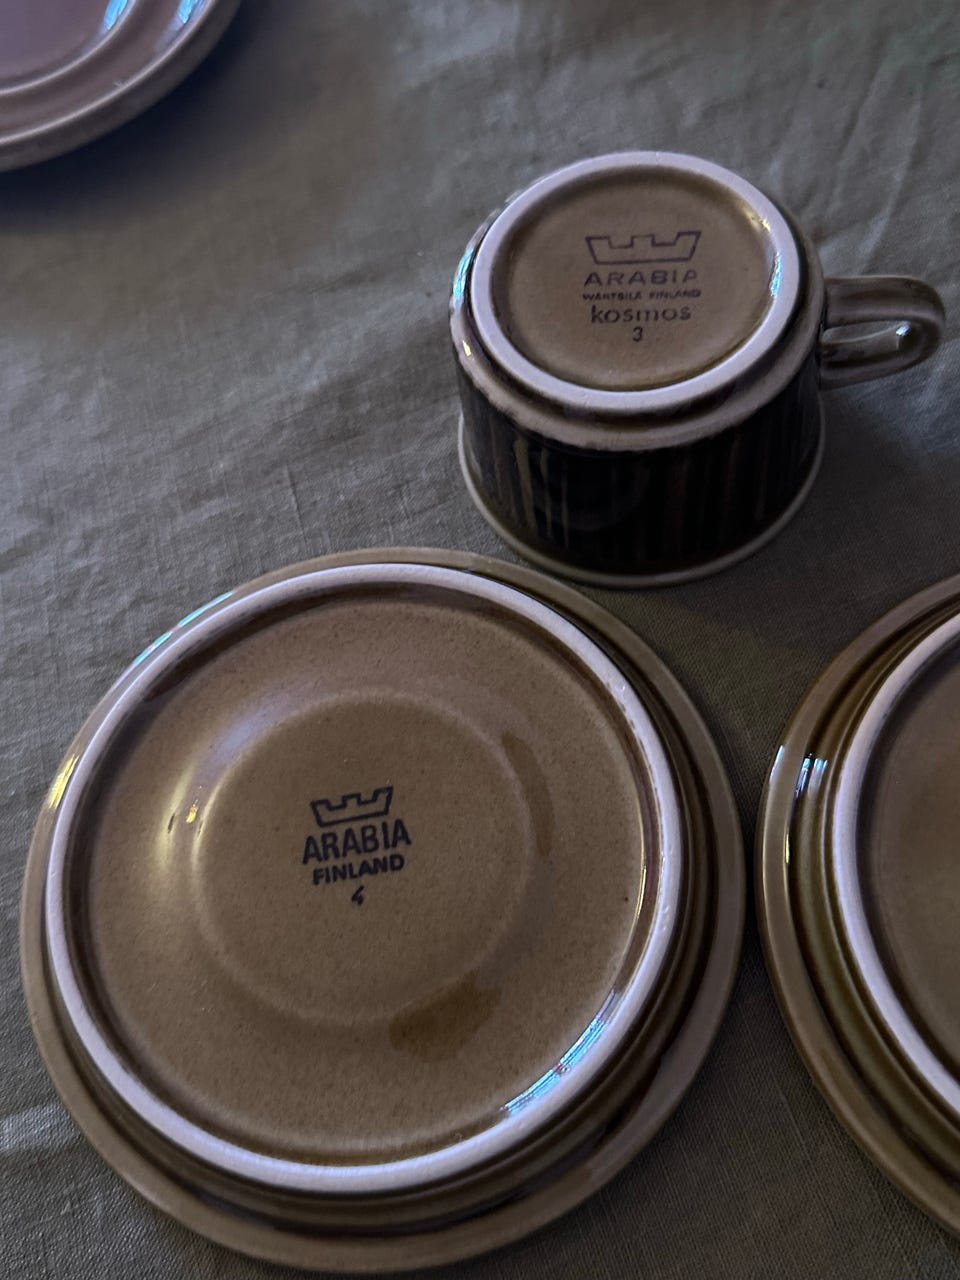 ARABIA
WÄRTSILÄ FINLAND
kosmos
3
ARABIA
FINLAND
4